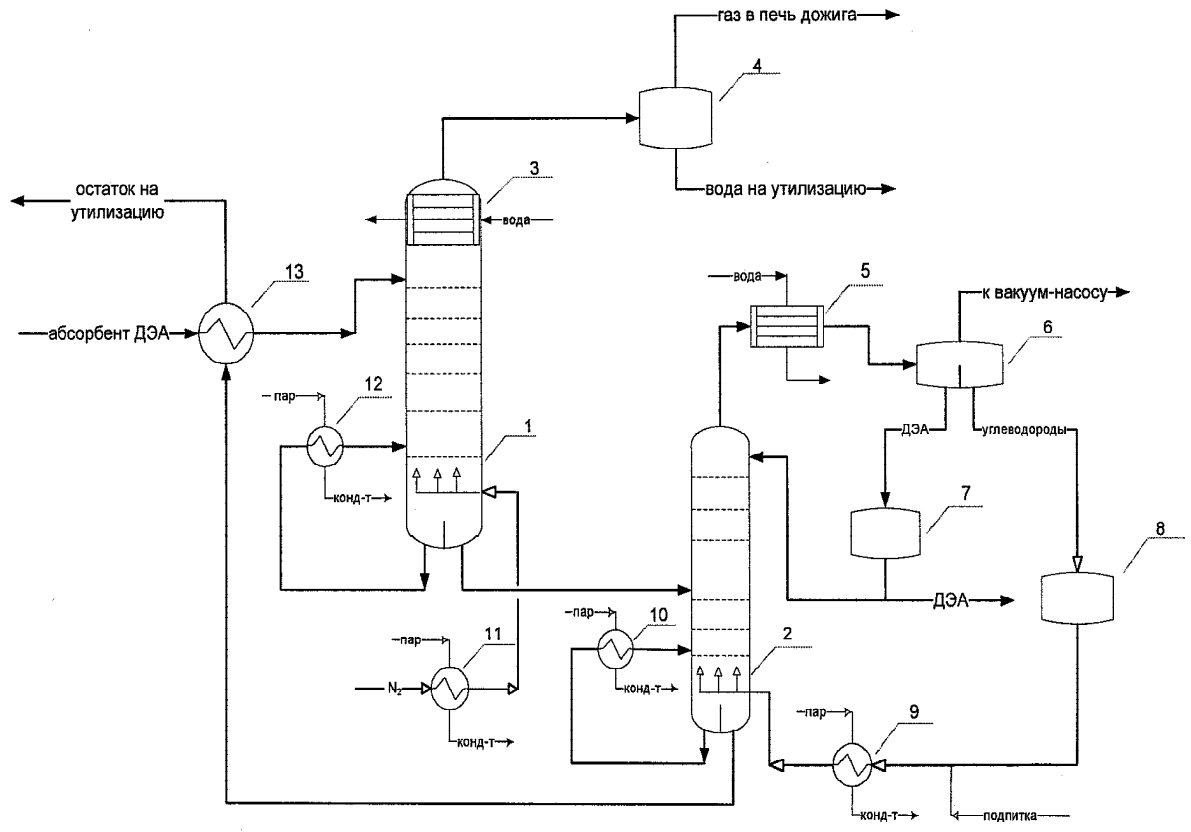 газ в печь дожига
4
вода на утилизацию
3
вода
остаток на
утилизацию
13
абсорбент ДЭА
12
пар
конд-т
1
вода
5
к вакуум-насосу
6
ДЭА
углеводороды
7
8
ДЭА
пар
11
N₂
конд-т
пар
10
конд-т
2
пар
9
конд-т
подпитка